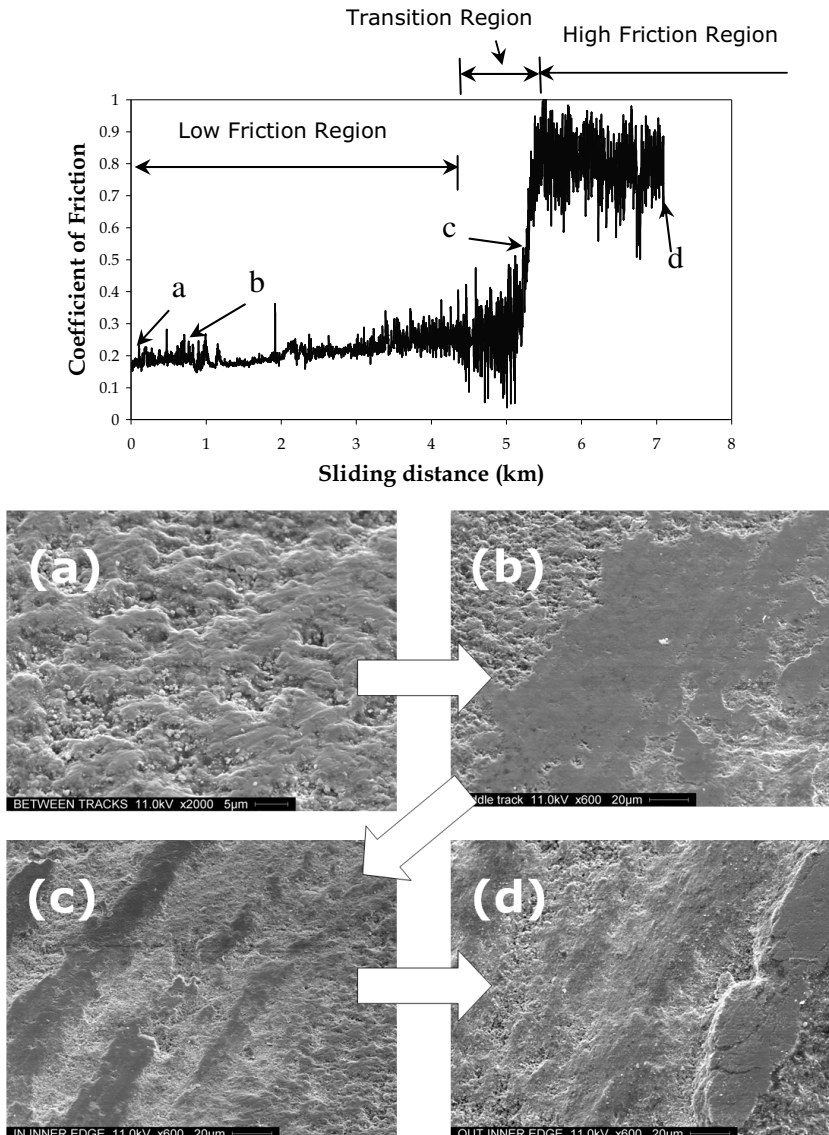 Transition Region
High Friction Region
Low Friction Region
Coefficient of Friction
1
0.9
0.8
0.7
0.6
0.5
0.4
0.3
0.2
0.1
0
a
b
c
d
0 1 2 3 4 5 6 7 8
Sliding distance (km)
(a)
BETWEEN TRACKS 11.0kV x2000 5µm
(b)
ddle track 11.0kV x600 20µm
(c)
IN INNER EDGE 11.0kV x600 20µm
(d)
OUT INNER EDGE 11.0kV x600 20µm